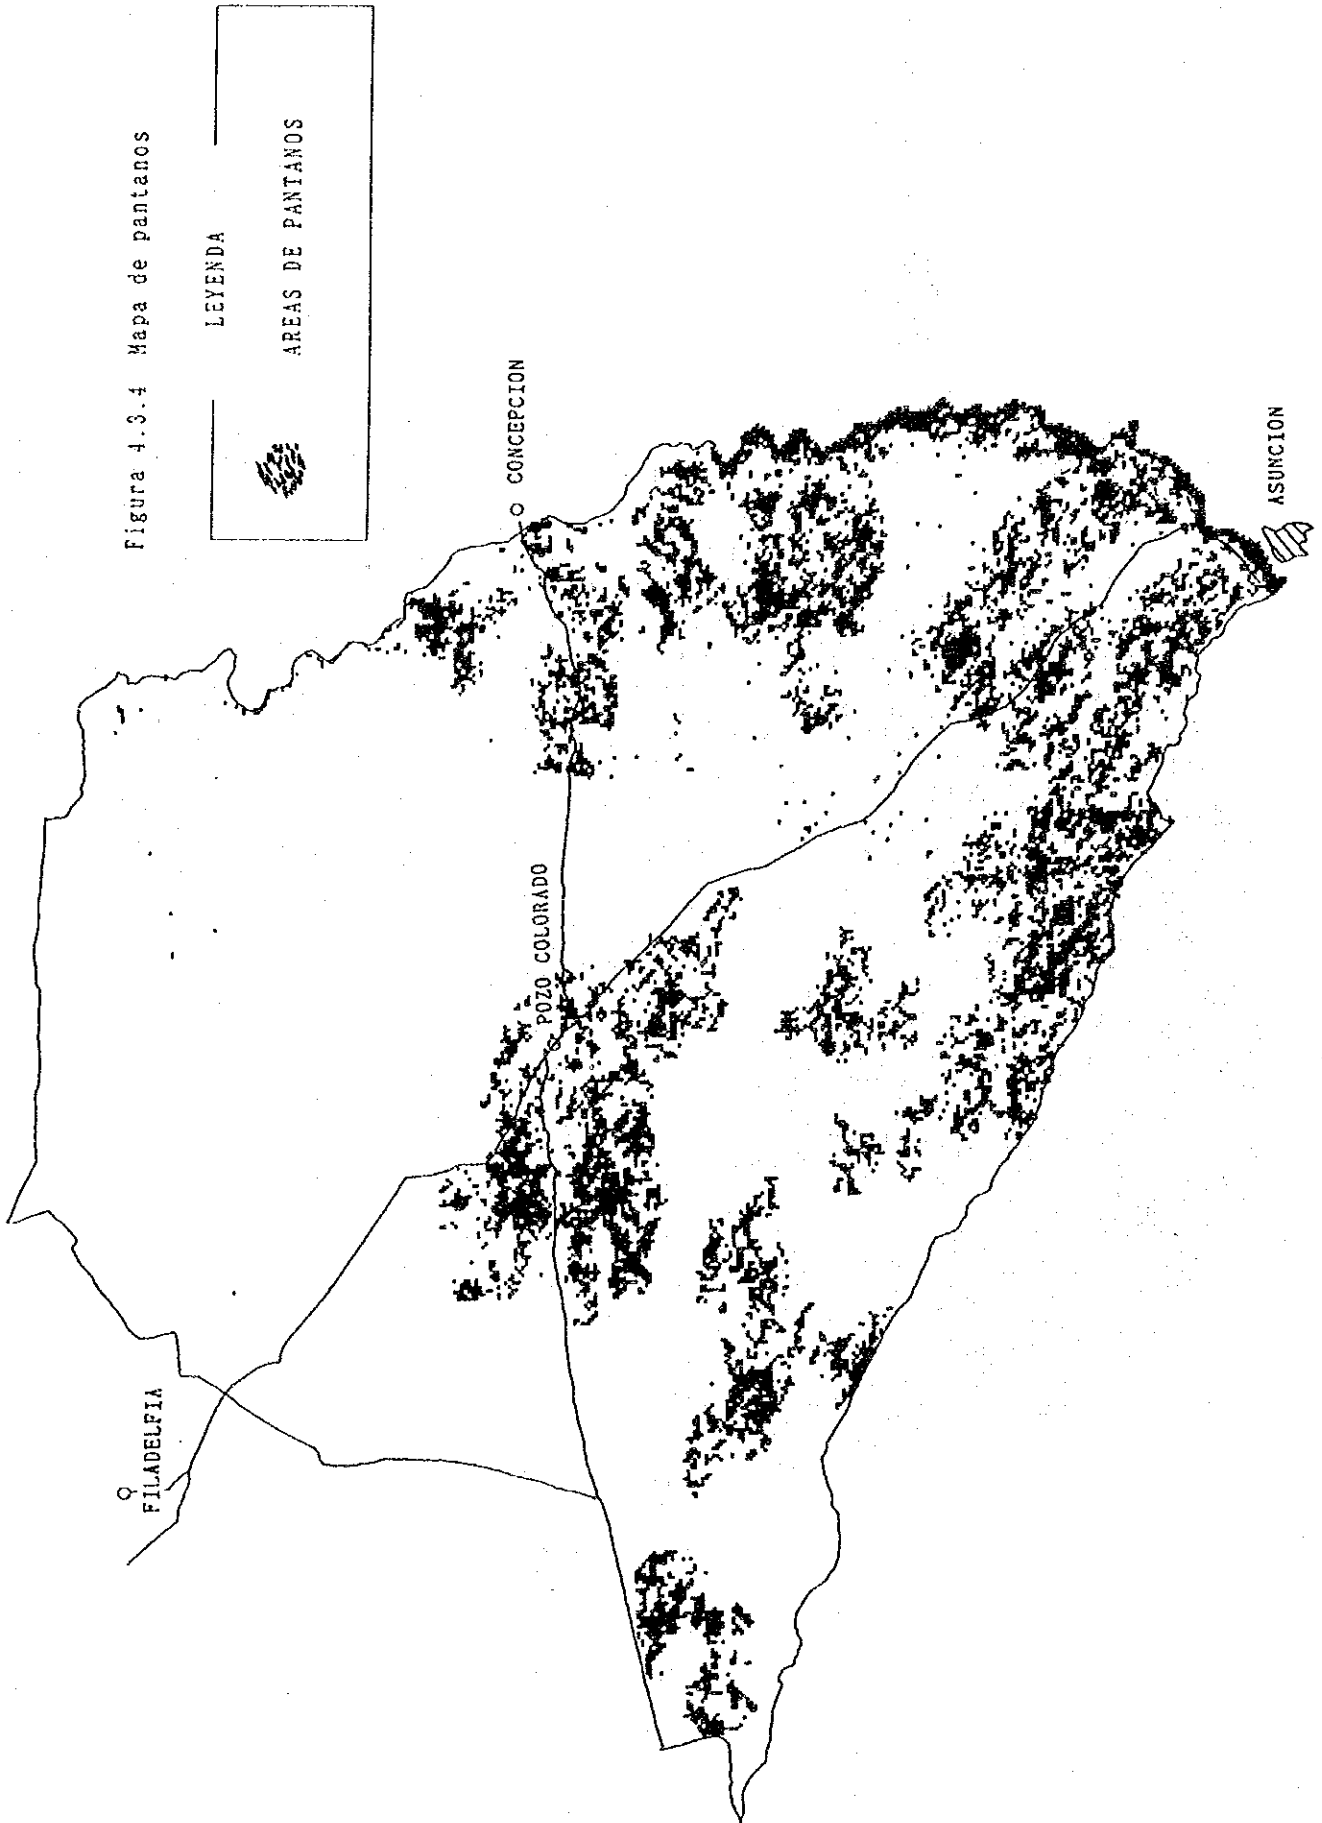 Figura 4.3.4 Mapa de pantanos
LEYENDA
AREAS DE PANTANOS
CONCEPCION
POZO COLORADO
FILADELFIA
ASUNCION